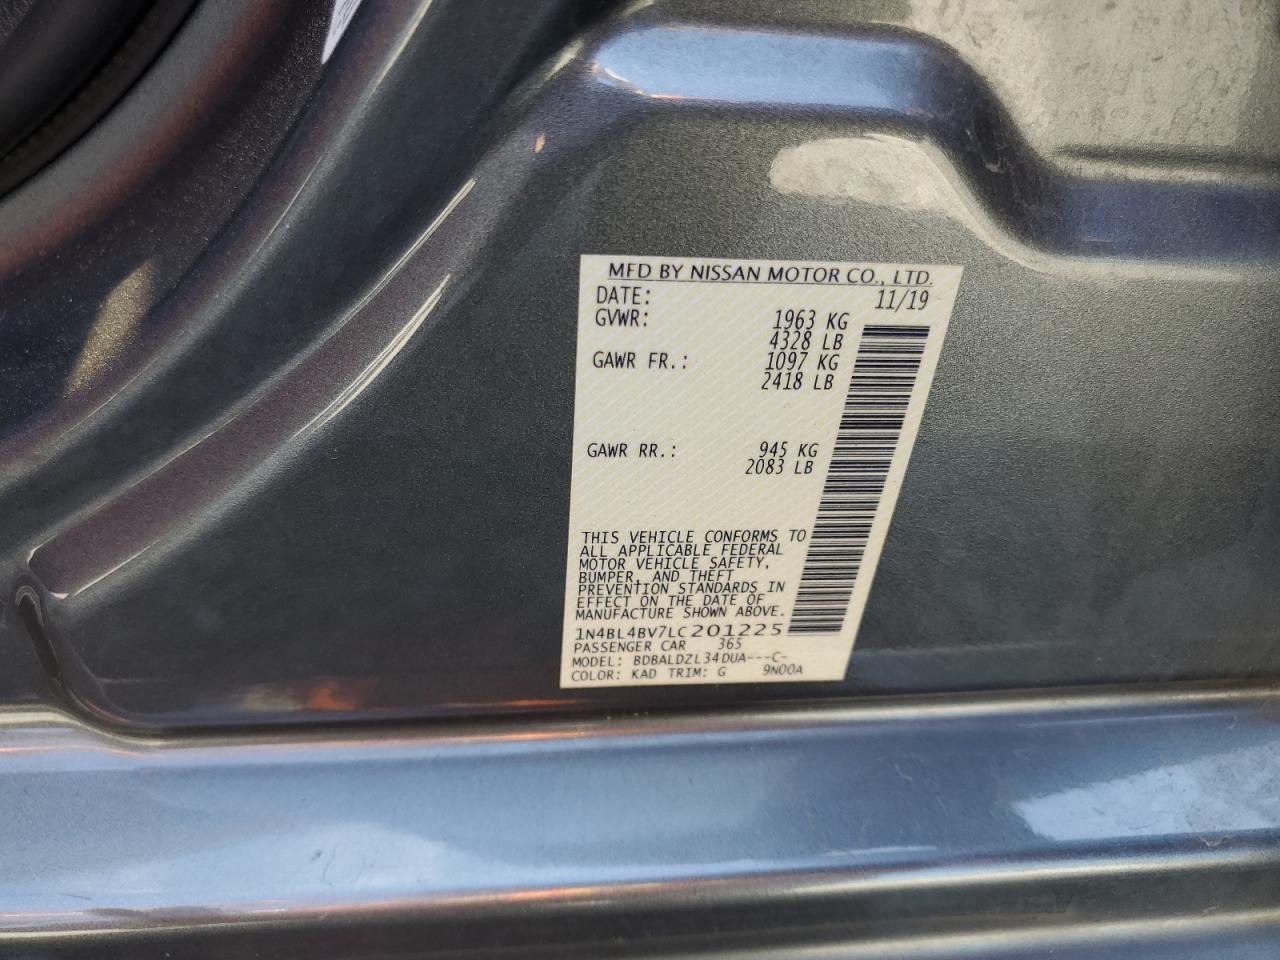 MFD BY NISSAN MOTOR CO., LTD.
DATE: 11/19
GVWR: 1963 KG
4328 LB
GAWR FR.: 1097 KG
2418 LB
GAWR RR.: 945 KG
2083 LB
THIS VEHICLE CONFORMS TO
ALL APPLICABLE FEDERAL
MOTOR VEHICLE SAFETY,
BUMPER, AND THEFT
PREVENTION STANDARDS IN
EFFECT ON THE DATE OF
MANUFACTURE SHOWN ABOVE.
1N4BL4BV7LC201225
PASSENGER CAR 365
MODEL: BDBALDZL34DUA---C-
COLOR: KAD TRIM: G 9N00A